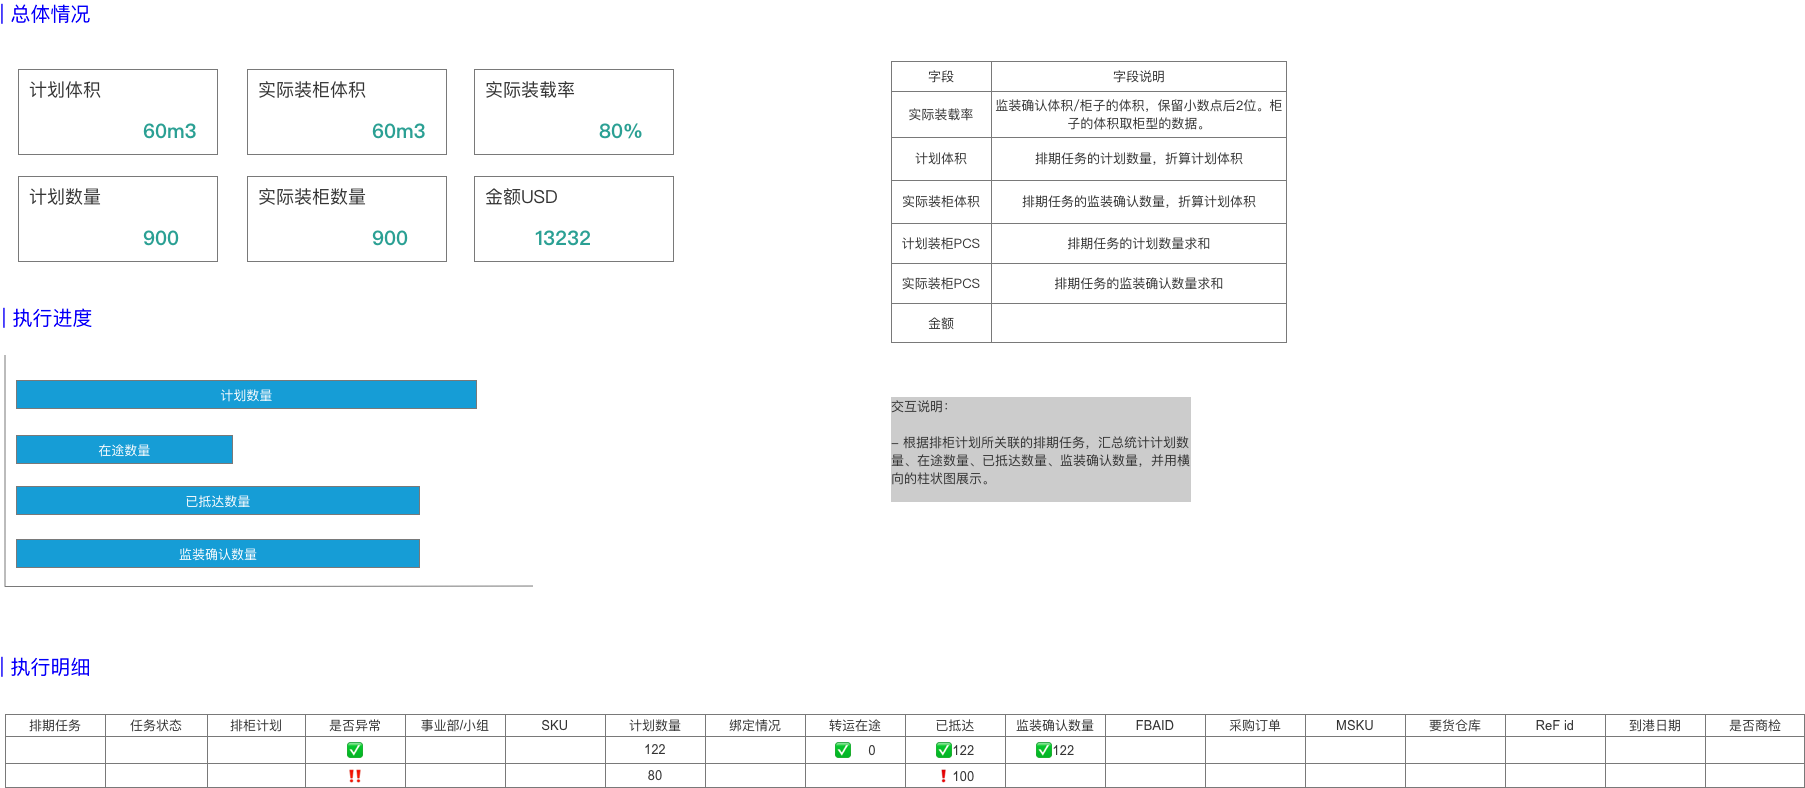 总体情况
计划体积
60m3
实际装柜体积
60m3
实际装载率
80%
计划数量
900
实际装柜数量
900
金额USD
13232
字段 字段说明
实际装载率 监装确认体积/柜子的体积，保留小数点后2位。柜
子的体积取柜型的数据。
计划体积 排期任务的计划数量，折算计划体积
实际装柜体积 排期任务的监装确认数量，折算计划体积
计划装柜PCS 排期任务的计划数量求和
实际装柜PCS 排期任务的监装确认数量求和
金额
执行进度
计划数量
在途数量
已抵达数量
监装确认数量
交互说明：
- 根据排柜计划所关联的排期任务，汇总统计计划数
量、在途数量、已抵达数量、监装确认数量，并用横
向的柱状图展示。
执行明细
排期任务 任务状态 排柜计划 是否异常 事业部/小组 SKU 计划数量 绑定情况 转运在途 已抵达 监装确认数量 FBAID 采购订单 MSKU 要货仓库 ReF id 到港日期 是否商检
✅ 122 ✅ 0 ✅122 ✅122
‼ 80 ❗100